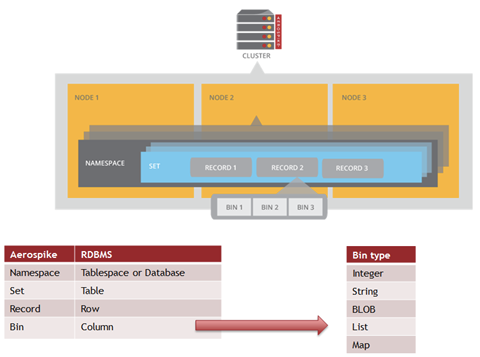 AEROSPIKE
CLUSTER
NODE 1 NODE 2 NODE 3
NAMESPACE SET RECORD 1 RECORD 2 RECORD 3
BIN 1 BIN 2 BIN 3
Aerospike RDBMS
Namespace Tablespace or Database
Set Table
Record Row
Bin Column
Bin type
Integer
String
BLOB
List
Map